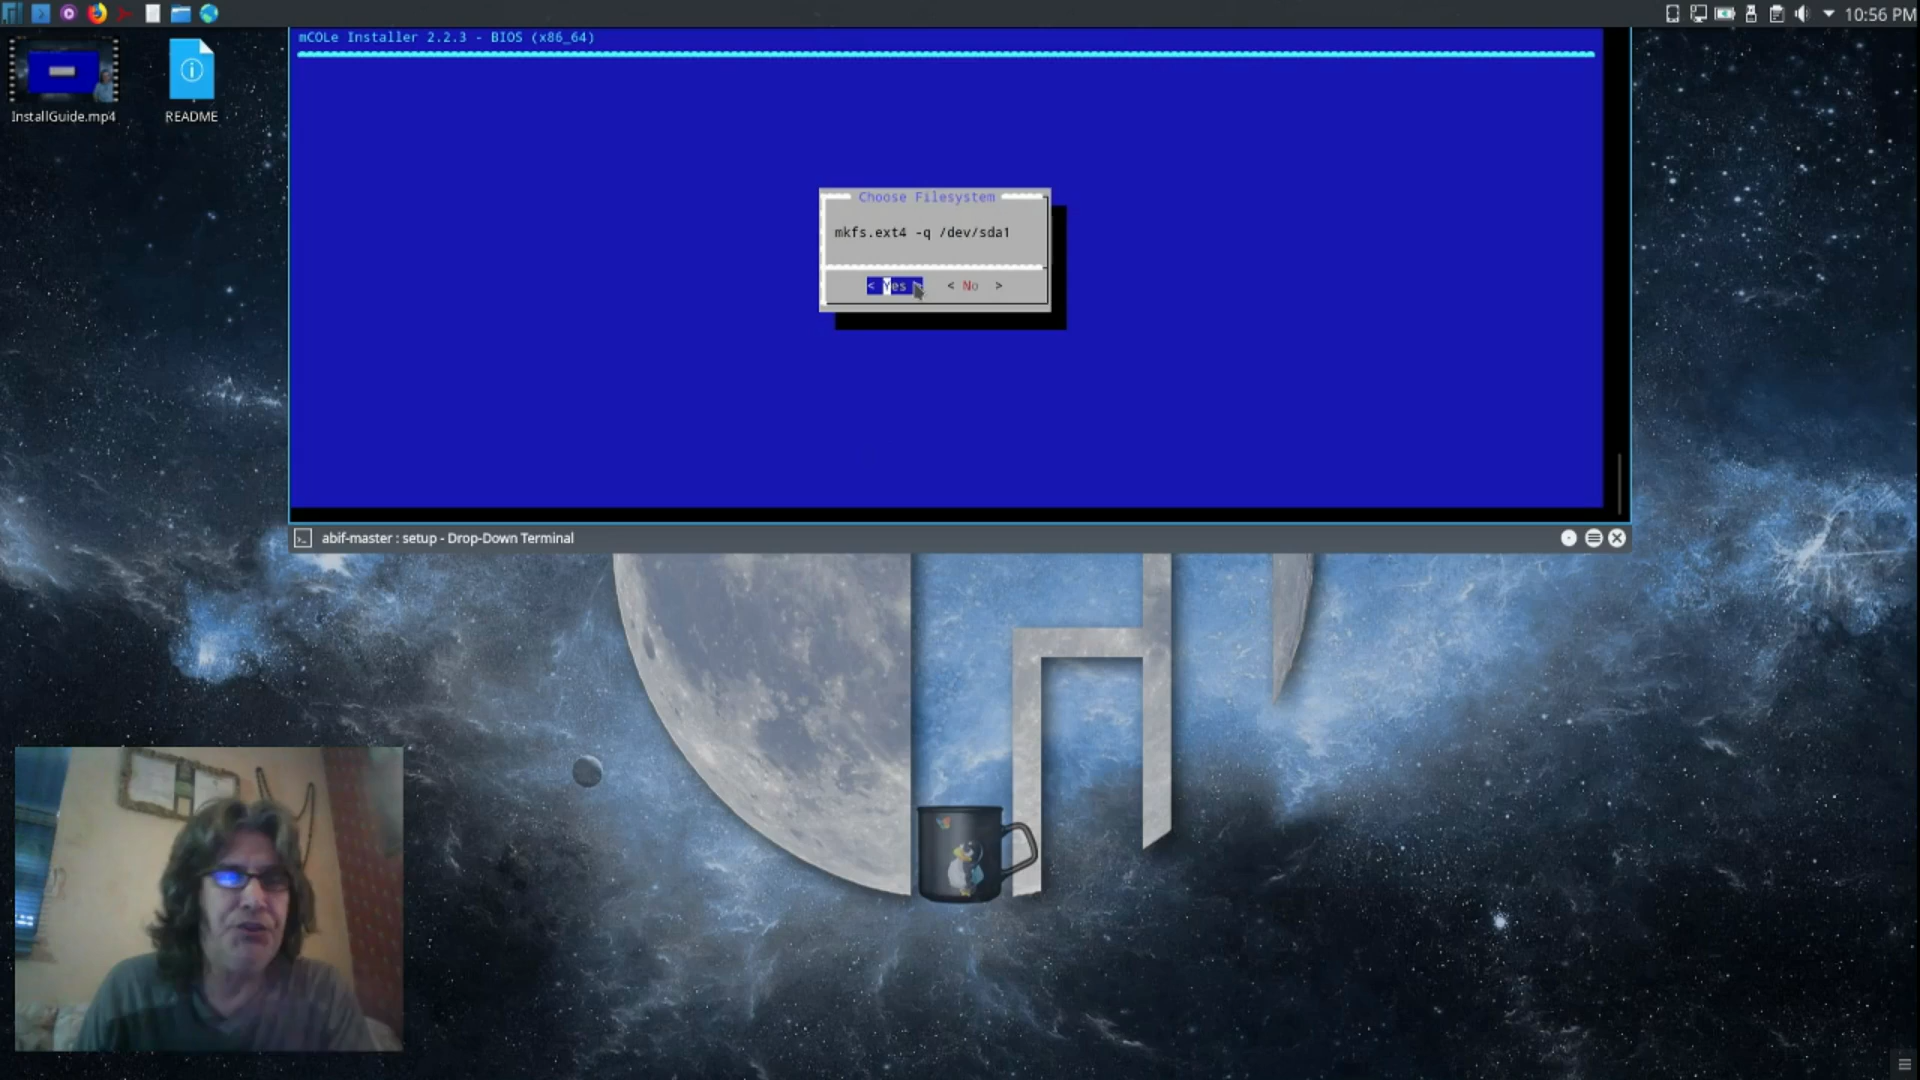 10:56 PM
mCOLe Installer 2.2.3 - BIOS (x86_64)
InstallGuide.mp4
README
Choose Filesystem
mkfs.ext4 -q /dev/sda1
< Yes >
< No >
abif-master : setup - Drop-Down Terminal